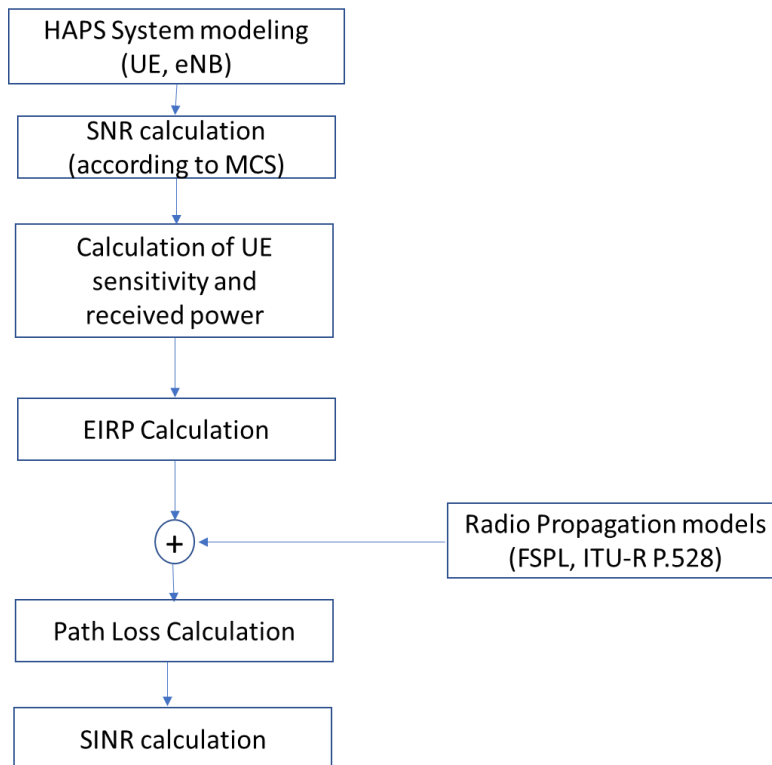 HAPS System modeling
(UE, eNB)
SNR calculation
(according to MCS)
Calculation of UE
sensitivity and
received power
EIRP Calculation
+
Radio Propagation models
(FSPL, ITU-R P.528)
Path Loss Calculation
SINR calculation